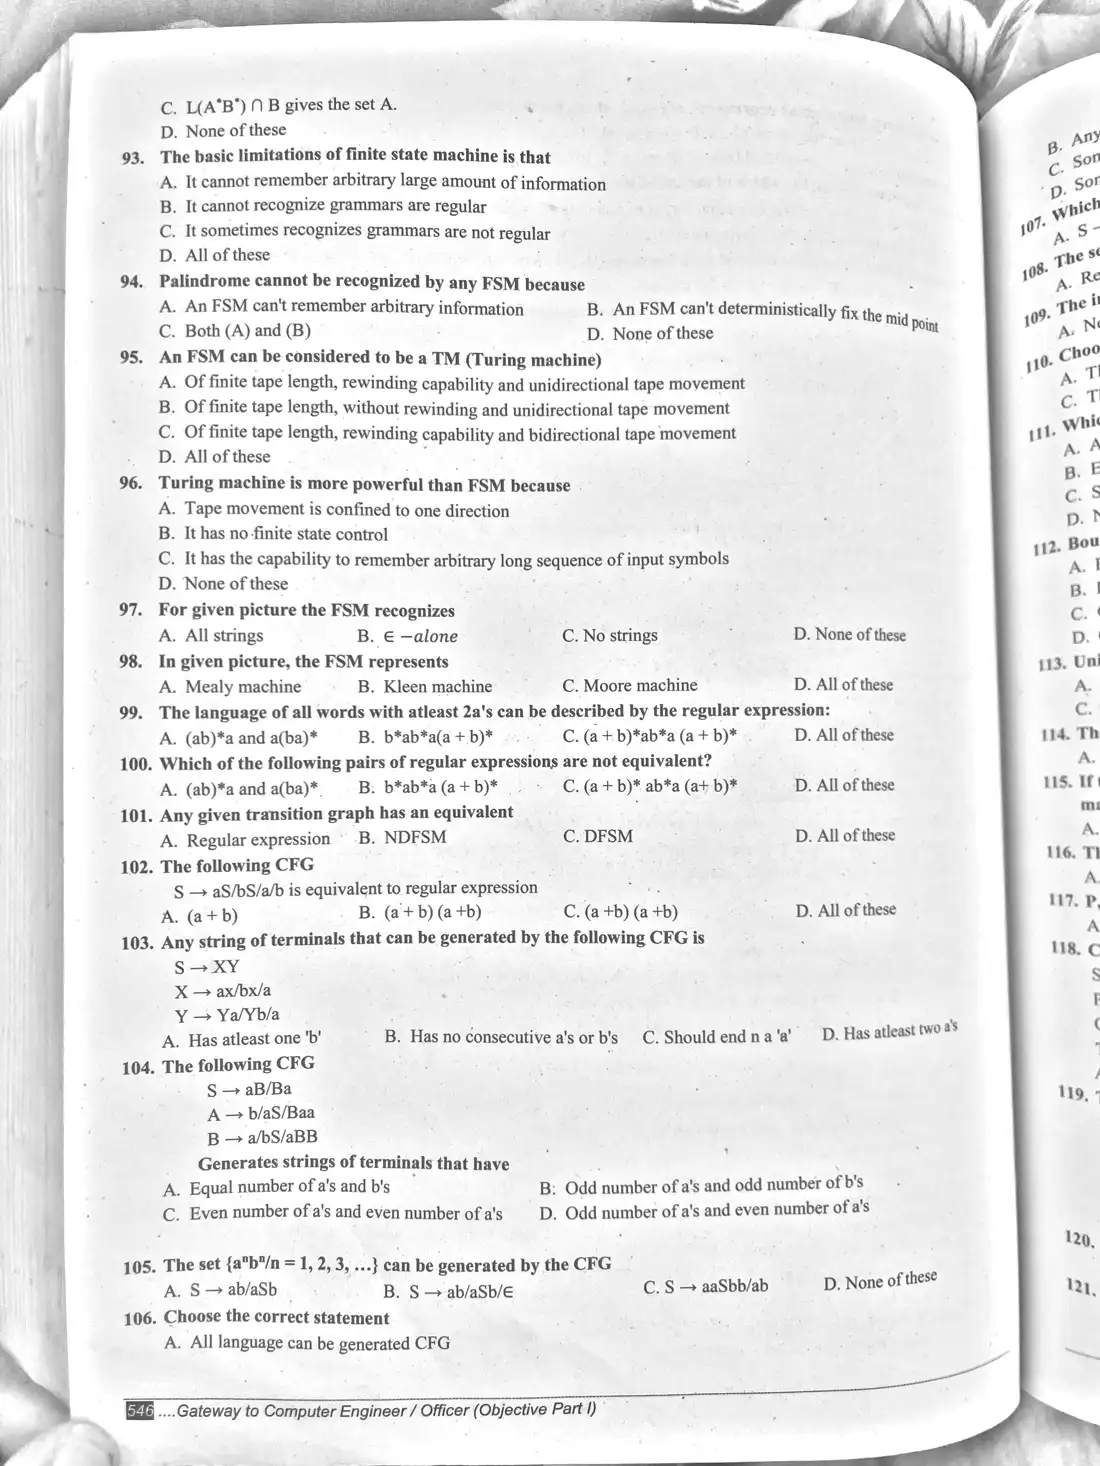 C. L(A*B*) ∩ B gives the set A.
D. None of these
93. The basic limitations of finite state machine is that
A. It cannot remember arbitrary large amount of information
B. It cannot recognize grammars are regular
C. It sometimes recognizes grammars are not regular
D. All of these
94. Palindrome cannot be recognized by any FSM because
A. An FSM can't remember arbitrary information B. An FSM can't deterministically fix the mid point
C. Both (A) and (B) D. None of these
95. An FSM can be considered to be a TM (Turing machine)
A. Of finite tape length, rewinding capability and unidirectional tape movement
B. Of finite tape length, without rewinding and unidirectional tape movement
C. Of finite tape length, rewinding capability and bidirectional tape movement
D. All of these
96. Turing machine is more powerful than FSM because
A. Tape movement is confined to one direction
B. It has no finite state control
C. It has the capability to remember arbitrary long sequence of input symbols
D. None of these
97. For given picture the FSM recognizes
A. All strings B. ∈ −alone C. No strings D. None of these
98. In given picture, the FSM represents
A. Mealy machine B. Kleen machine C. Moore machine D. All of these
99. The language of all words with atleast 2a's can be described by the regular expression:
A. (ab)*a and a(ba)* B. b*ab*a(a + b)* C. (a + b)*ab*a (a + b)* D. All of these
100. Which of the following pairs of regular expressions are not equivalent?
A. (ab)*a and a(ba)* B. b*ab*a (a + b)* C. (a + b)* ab*a (a+ b)* D. All of these
101. Any given transition graph has an equivalent
A. Regular expression B. NDFSM C. DFSM D. All of these
102. The following CFG
S → aS/bS/a/b is equivalent to regular expression
A. (a + b) B. (a + b) (a +b) C. (a +b) (a +b) D. All of these
103. Any string of terminals that can be generated by the following CFG is
S → XY
X → ax/bx/a
Y → Ya/Yb/a
A. Has atleast one 'b' B. Has no consecutive a's or b's C. Should end n a 'a' D. Has atleast two a's
104. The following CFG
S → aB/Ba
A → b/aS/Baa
B → a/bS/aBB
Generates strings of terminals that have
A. Equal number of a's and b's B: Odd number of a's and odd number of b's
C. Even number of a's and even number of a's D. Odd number of a's and even number of a's
105. The set {aⁿbⁿ/n = 1, 2, 3, ...} can be generated by the CFG
A. S → ab/aSb B. S → ab/aSb/∈ C. S → aaSbb/ab D. None of these
106. Choose the correct statement
A. All language can be generated CFG
546 ....Gateway to Computer Engineer / Officer (Objective Part I)
B. Any
C.
D.
107. Which
A. S
108. The
A.
109. The
A.
110.
A.
C.
111.
A. A
B.
C. S
D.
112.
A.
B.
C.
D.
113.
A.
C.
114.
A.
115. If
A.
116.
A.
117. P
A
118. C
S
119.
120.
121.